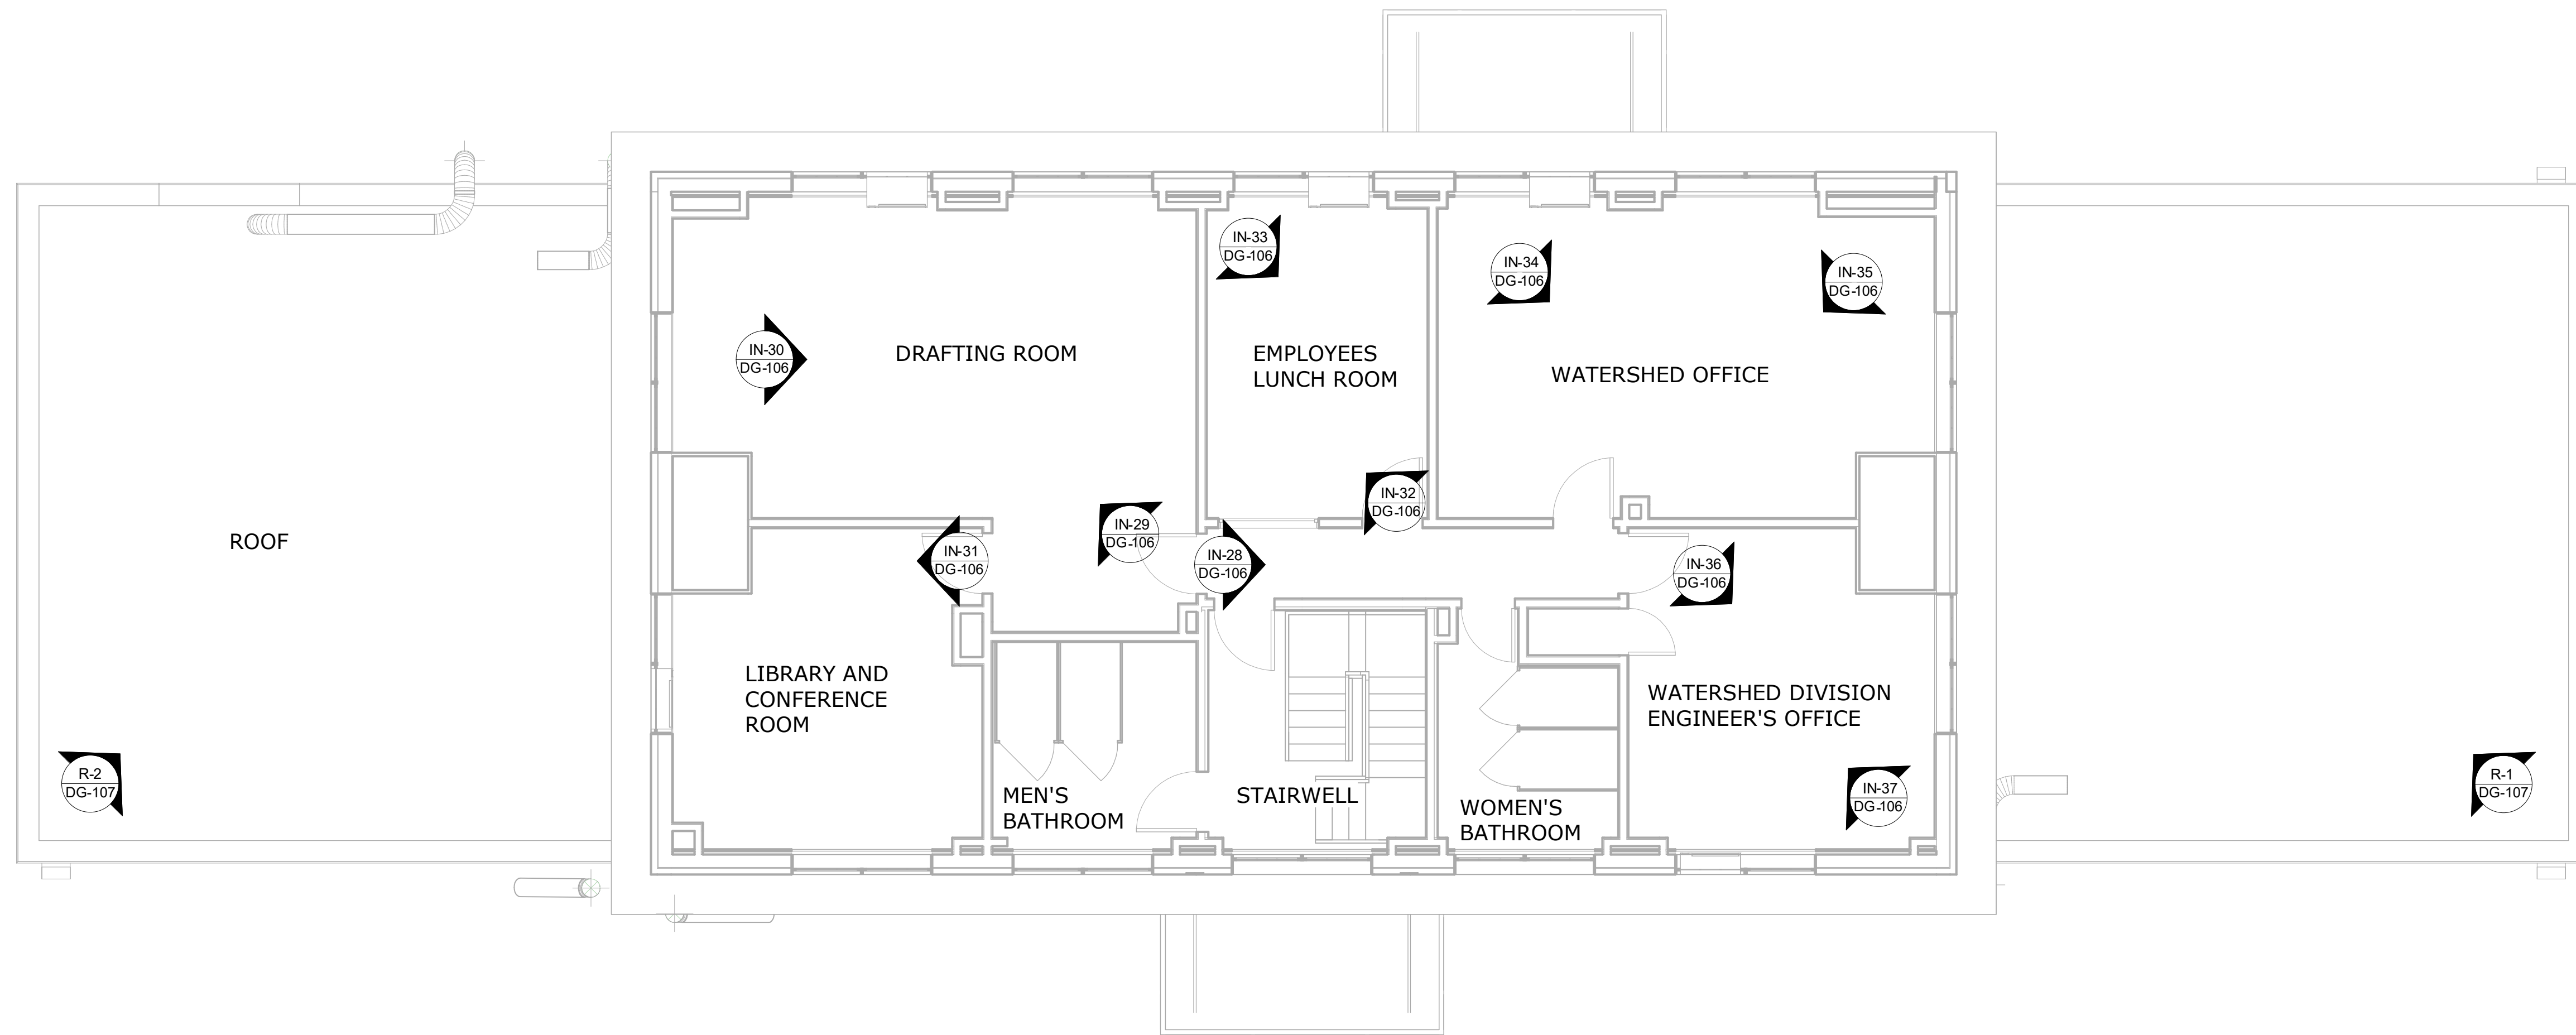 IN-33
DG-106
IN-34
DG-106
IN-35
DG-106
IN-30
DG-106
DRAFTING ROOM
EMPLOYEES
LUNCH ROOM
WATERSHED OFFICE
IN-32
DG-106
IN-29
DG-106
ROOF
IN-31
DG-106
IN-28
DG-106
IN-36
DG-106
LIBRARY AND
CONFERENCE
ROOM
WATERSHED DIVISION
ENGINEER'S OFFICE
R-2
DG-107
MEN'S
BATHROOM
STAIRWELL
WOMEN'S
BATHROOM
IN-37
DG-106
R-1
DG-107